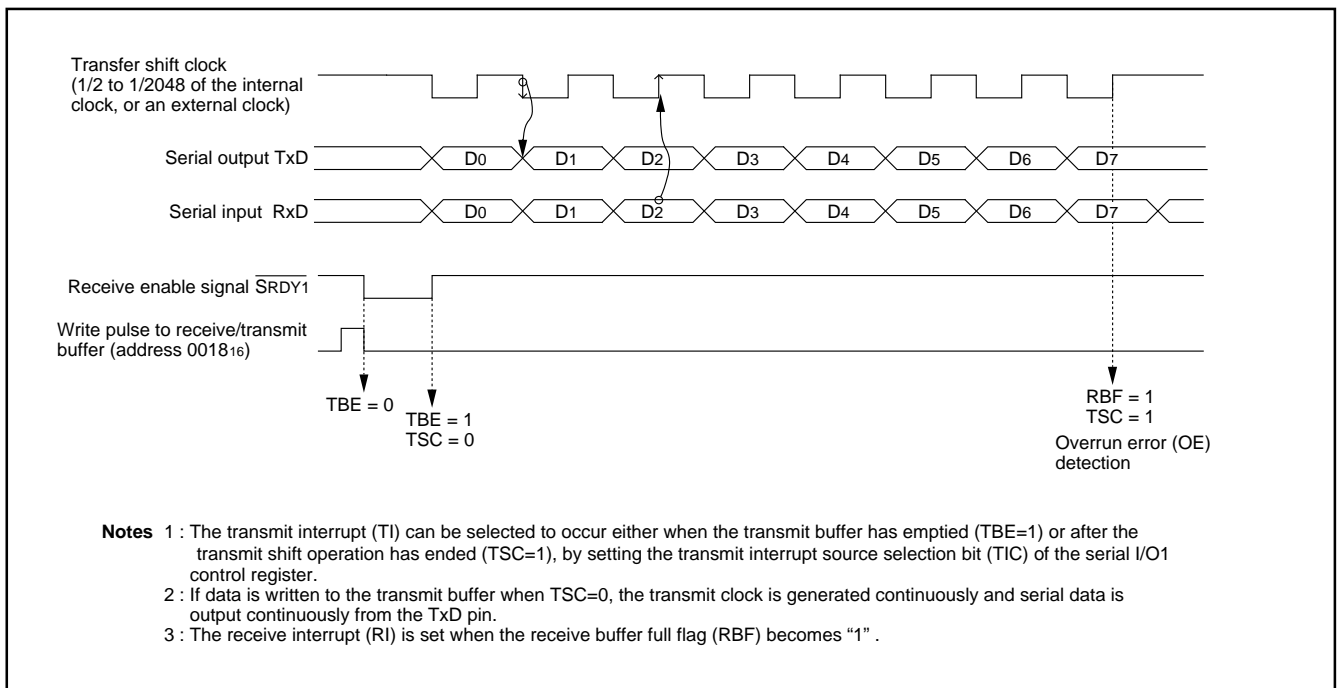 Transfer shift clock
(1/2 to 1/2048 of the internal
clock, or an external clock)
Serial output TxD
D0 D1 D2 D3 D4 D5 D6 D7
Serial input RxD
D0 D1 D2 D3 D4 D5 D6 D7
Receive enable signal SRDY1
Write pulse to receive/transmit
buffer (address 001816)
TBE = 0
TBE = 1
TSC = 0
RBF = 1
TSC = 1
Overrun error (OE)
detection
Notes 1 : The transmit interrupt (TI) can be selected to occur either when the transmit buffer has emptied (TBE=1) or after the
transmit shift operation has ended (TSC=1), by setting the transmit interrupt source selection bit (TIC) of the serial I/O1
control register.
2 : If data is written to the transmit buffer when TSC=0, the transmit clock is generated continuously and serial data is
output continuously from the TxD pin.
3 : The receive interrupt (RI) is set when the receive buffer full flag (RBF) becomes “1” .